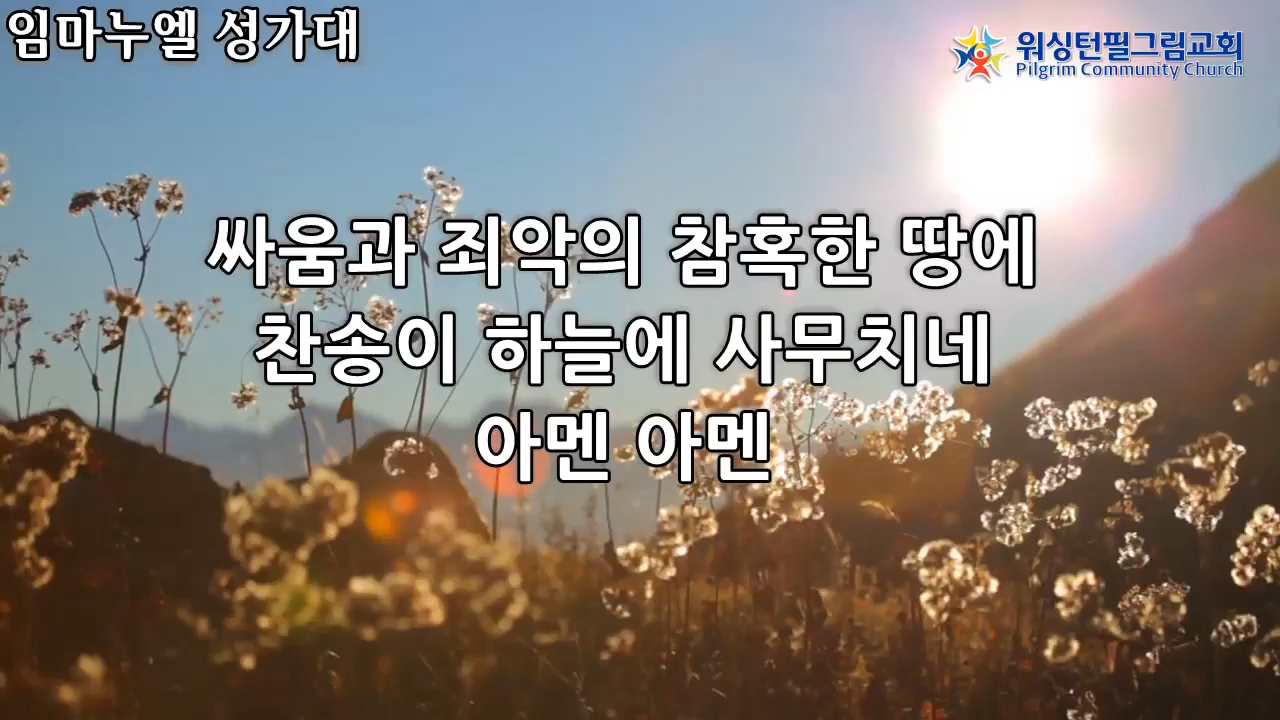 임마누엘 성가대
워싱턴필그림교회
Pilgrim Community Church
싸움과 죄악의 참혹한 땅에
찬송이 하늘에 사무치네
아멘 아멘